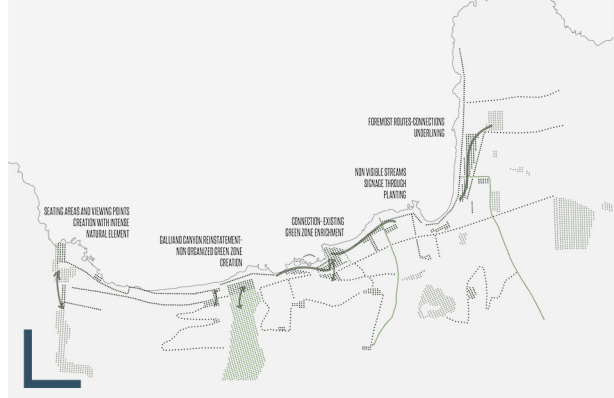 FOREMOST ROUTES-CONNECTIONS
UNDERLINING
NON VISIBLE STREAMS
SIGNAGE THROUGH
PLANTING
SEATING AREAS AND VIEWING POINTS
CREATION WITH INTENSE
NATURAL ELEMENT
CONNECTION- EXISTING
GREEN ZONE ENRICHMENT
GALLIAND CANYON REINSTATEMENT-
NON ORGANIZED GREEN ZONE
CREATION